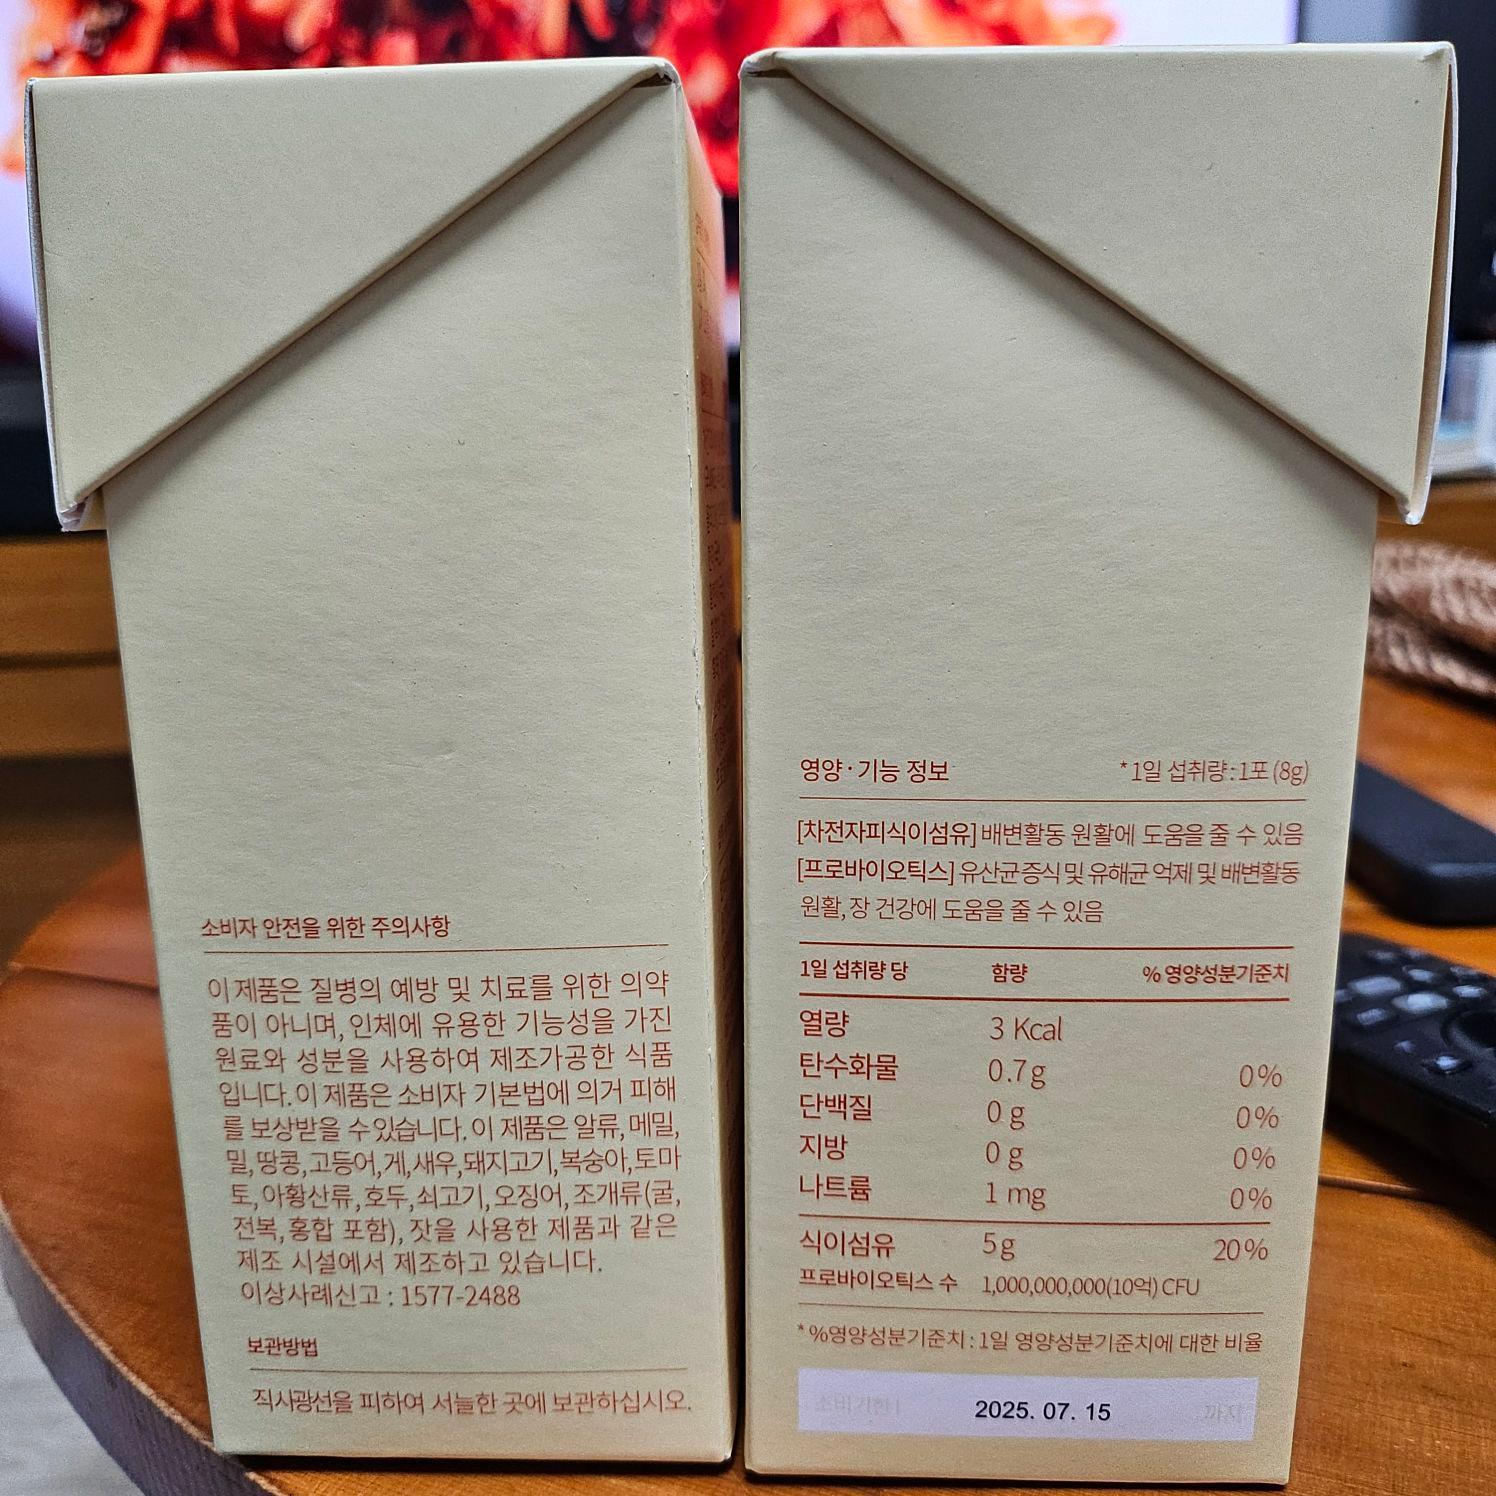 소비자 안전을 위한 주의사항
이 제품은 질병의 예방 및 치료를 위한 의약
품이 아니며, 인체에 유용한 기능성을 가진
원료와 성분을 사용하여 제조가공한 식품
입니다. 이 제품은 소비자 기본법에 의거 피해
를 보상받을 수 있습니다. 이 제품은 알류, 메밀,
밀, 땅콩, 고등어, 게, 새우, 돼지고기, 복숭아, 토마
토, 아황산류, 호두, 쇠고기, 오징어, 조개류(굴,
전복, 홍합 포함), 잣을 사용한 제품과 같은
제조 시설에서 제조하고 있습니다.
이상사례신고 : 1577-2488
보관방법
직사광선을 피하여 서늘한 곳에 보관하십시오.
영양·기능 정보 *1일 섭취량 : 1포 (8g)
[차전자피식이섬유] 배변활동 원활에 도움을 줄 수 있음
[프로바이오틱스] 유산균 증식 및 유해균 억제 및 배변활동
원활, 장 건강에 도움을 줄 수 있음
1일 섭취량 당 함량 % 영양성분기준치
열량 3 Kcal
탄수화물 0.7 g 0%
단백질 0 g 0%
지방 0 g 0%
나트륨 1 mg 0%
식이섬유 5 g 20%
프로바이오틱스 수 1,000,000,000(10억) CFU
* %영양성분기준치 : 1일 영양성분기준치에 대한 비율
소비기한 2025. 07. 15 까지